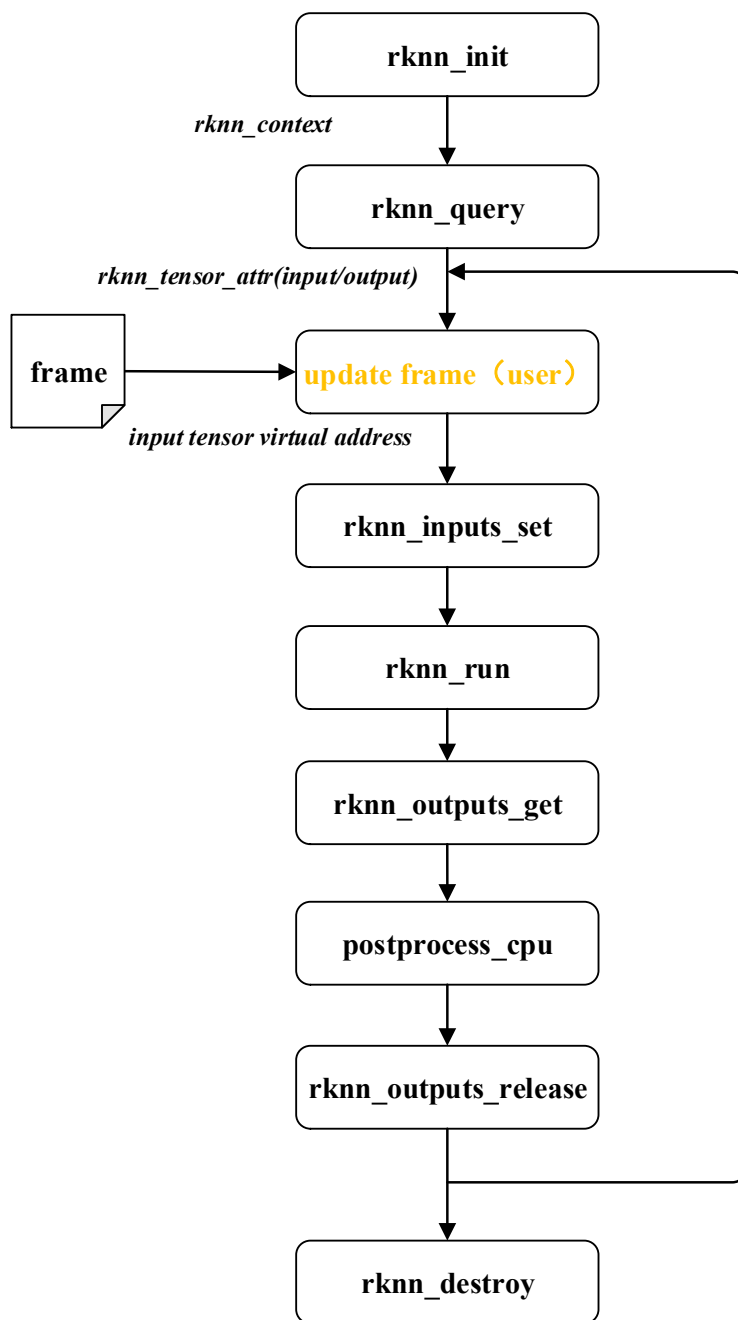 rknn_init
rknn_context
rknn_query
rknn_tensor_attr(input/output)
frame
update frame（user）
input tensor virtual address
rknn_inputs_set
rknn_run
rknn_outputs_get
postprocess_cpu
rknn_outputs_release
rknn_destroy